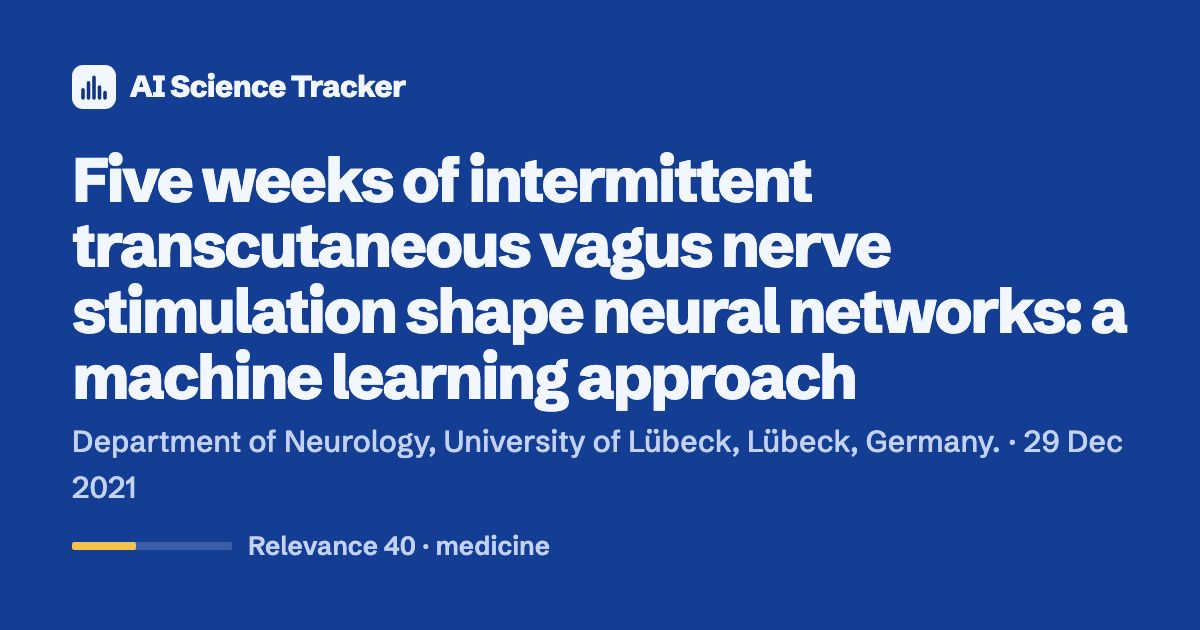 AI Science Tracker
Five weeks of intermittent
transcutaneous vagus nerve
stimulation shape neural networks: a
machine learning approach
Department of Neurology, University of Lübeck, Lübeck, Germany. · 29 Dec
2021
Relevance 40 · medicine